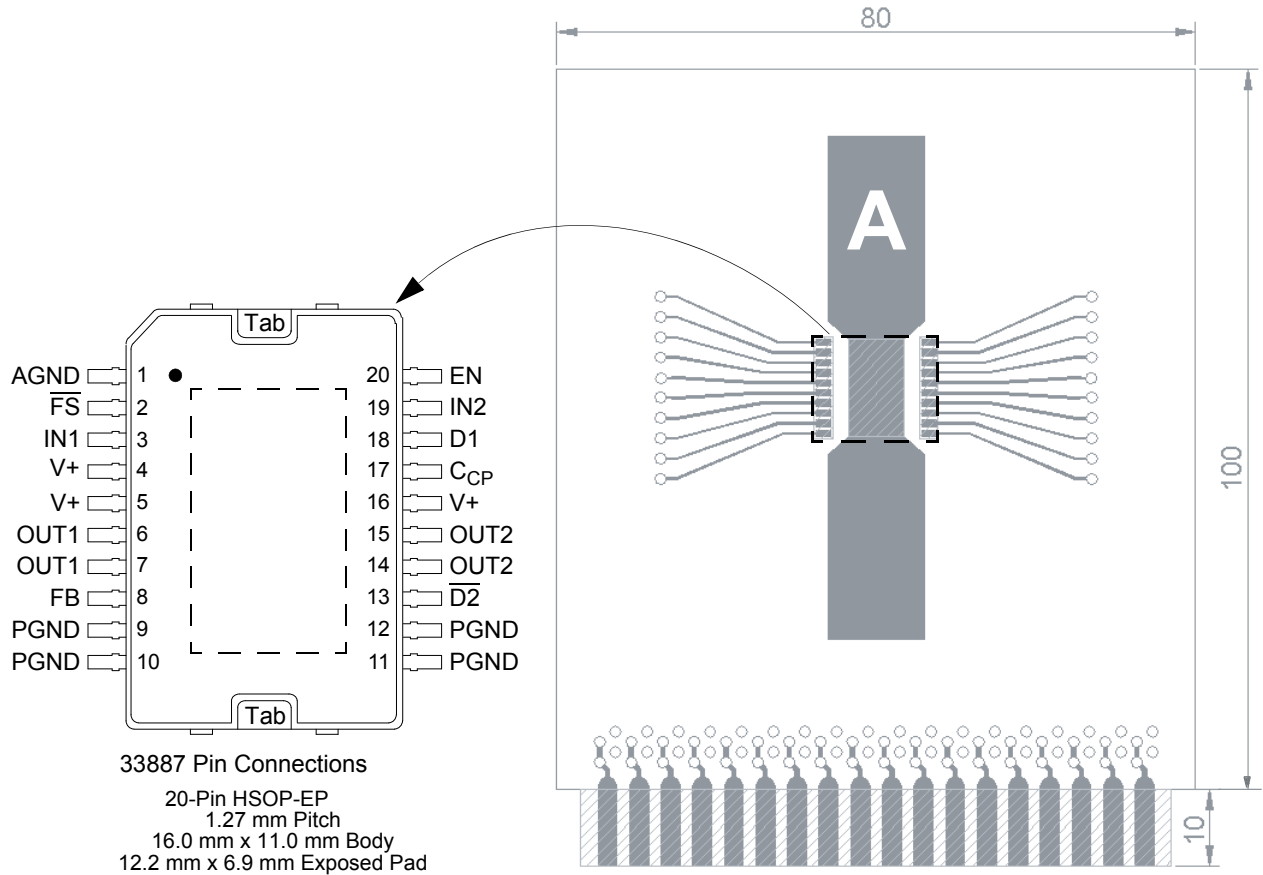 80
A
100
10
Tab
AGND 1 20 EN
F̅S̅ 2 19 IN2
IN1 3 18 D1
V+ 4 17 CCP
V+ 5 16 V+
OUT1 6 15 OUT2
OUT1 7 14 OUT2
FB 8 13 D̅2̅
PGND 9 12 PGND
PGND 10 11 PGND
Tab
33887 Pin Connections
20-Pin HSOP-EP
1.27 mm Pitch
16.0 mm x 11.0 mm Body
12.2 mm x 6.9 mm Exposed Pad